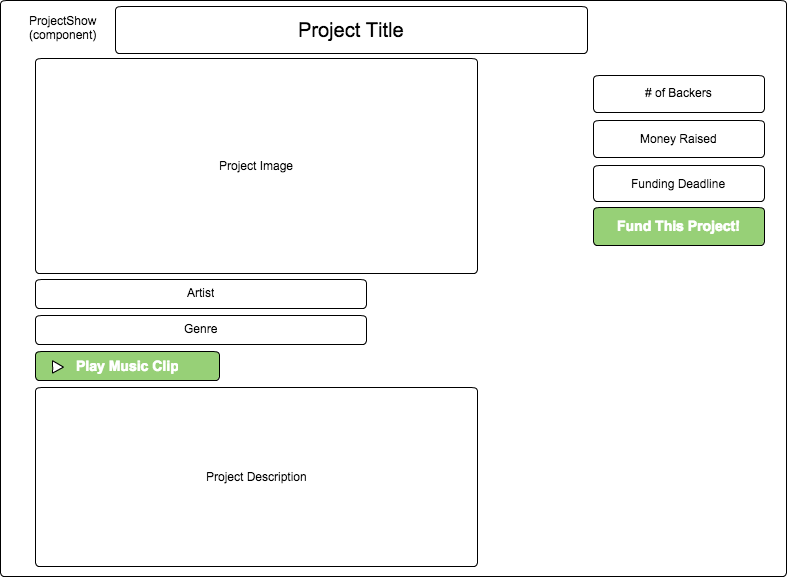 ProjectShow
(component)
Project Title
Project Image
# of Backers
Money Raised
Funding Deadline
Fund This Project!
Artist
Genre
Play Music Clip
Project Description